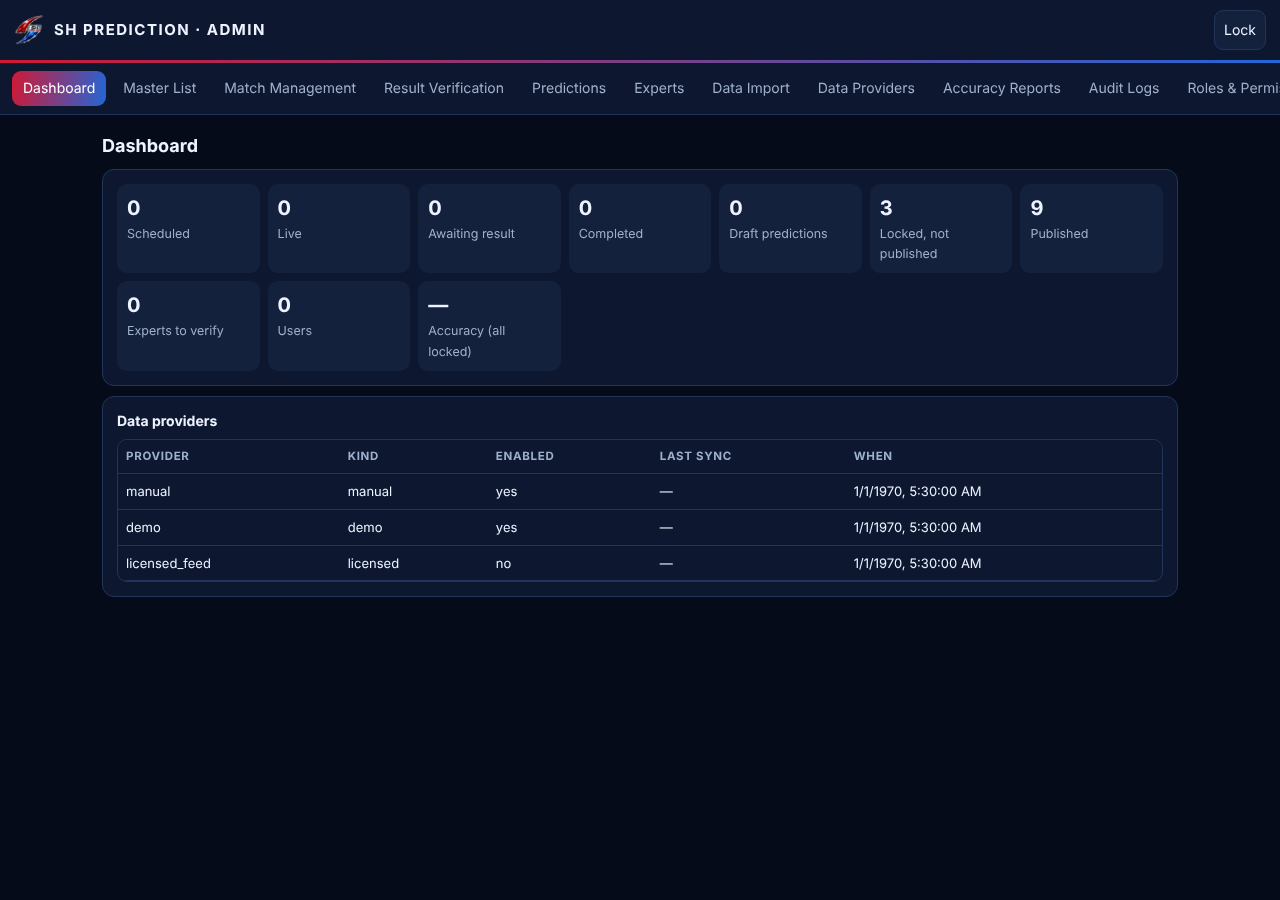 SH PREDICTION · ADMIN
Lock
Dashboard
Master List
Match Management
Result Verification
Predictions
Experts
Data Import
Data Providers
Accuracy Reports
Audit Logs
Roles & Permi
Dashboard
0
Scheduled
0
Live
0
Awaiting result
0
Completed
0
Draft predictions
3
Locked, not
published
9
Published
0
Experts to verify
0
Users
—
Accuracy (all
locked)
Data providers
PROVIDER KIND ENABLED LAST SYNC WHEN
manual manual yes — 1/1/1970, 5:30:00 AM
demo demo yes — 1/1/1970, 5:30:00 AM
licensed_feed licensed no — 1/1/1970, 5:30:00 AM